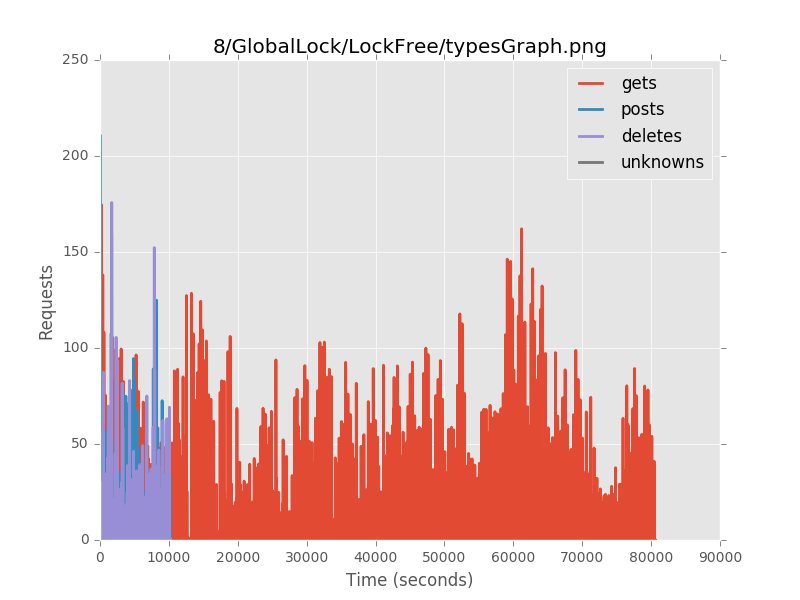 8/GlobalLock/LockFree/typesGraph.png
250
200
150
100
50
0
Requests
gets
posts
deletes
unknowns
0 10000 20000 30000 40000 50000 60000 70000 80000 90000
Time (seconds)